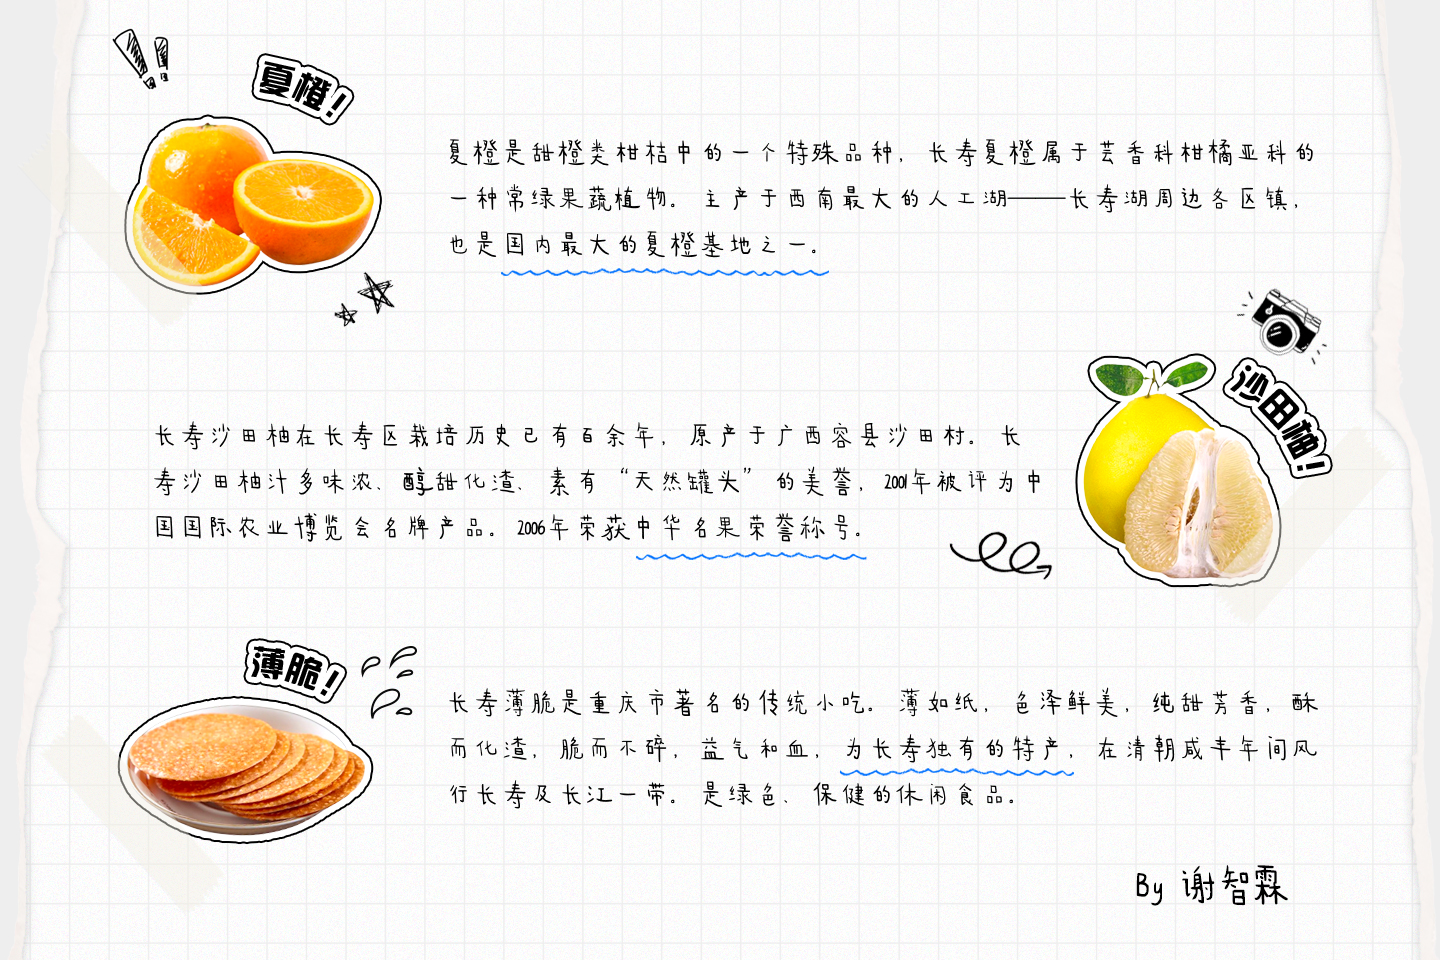 夏橙！
夏橙是甜橙类柑桔中的一个特殊品种，长寿夏橙属于芸香科柑橘亚科的
一种常绿果蔬植物。主产于西南最大的人工湖——长寿湖周边各区镇，
也是国内最大的夏橙基地之一。
沙田柚！
长寿沙田柚在长寿区栽培历史已有百余年，原产于广西容县沙田村。长
寿沙田柚汁多味浓、醇甜化渣、素有“天然罐头”的美誉，2001年被评为中
国国际农业博览会名牌产品。2006年荣获中华名果荣誉称号。
薄脆！
长寿薄脆是重庆市著名的传统小吃。薄如纸，色泽鲜美，纯甜芳香，酥
而化渣，脆而不碎，益气和血，为长寿独有的特产，在清朝咸丰年间风
行长寿及长江一带。是绿色、保健的休闲食品。
By 谢智霖